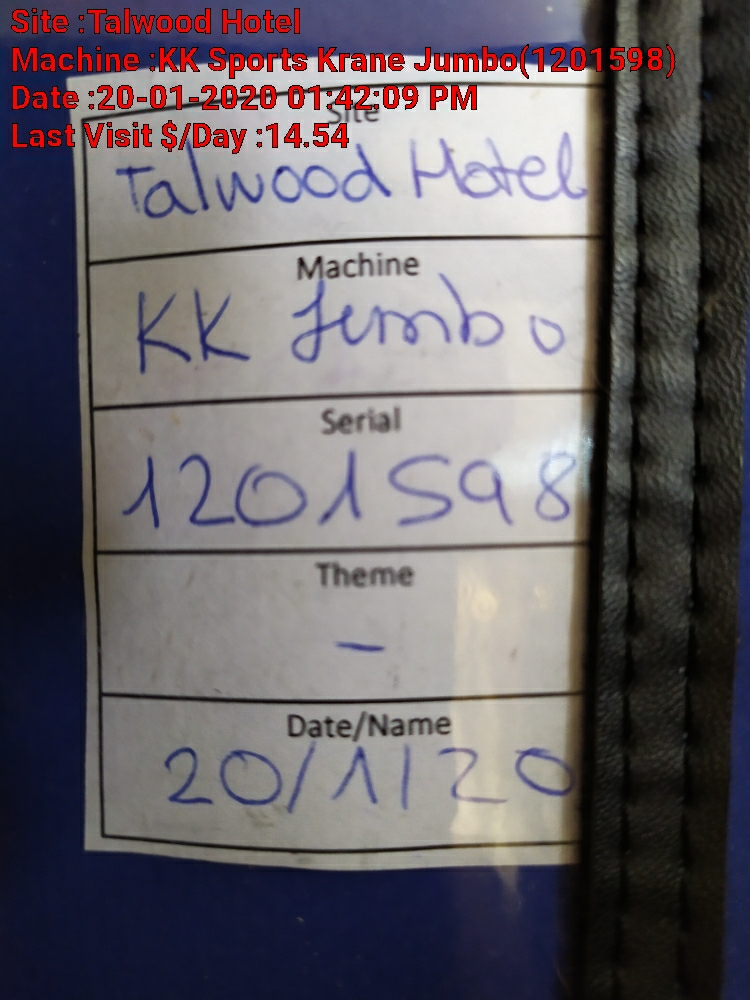 Site :Talwood Hotel
Machine :KK Sports Krane Jumbo(1201598)
Date :20-01-2020 01:42:09 PM
Last Visit $/Day :14.54
Site
Talwood Hotel
Machine
KK Jumbo
Serial
1201598
Theme
-
Date/Name
20/1/20